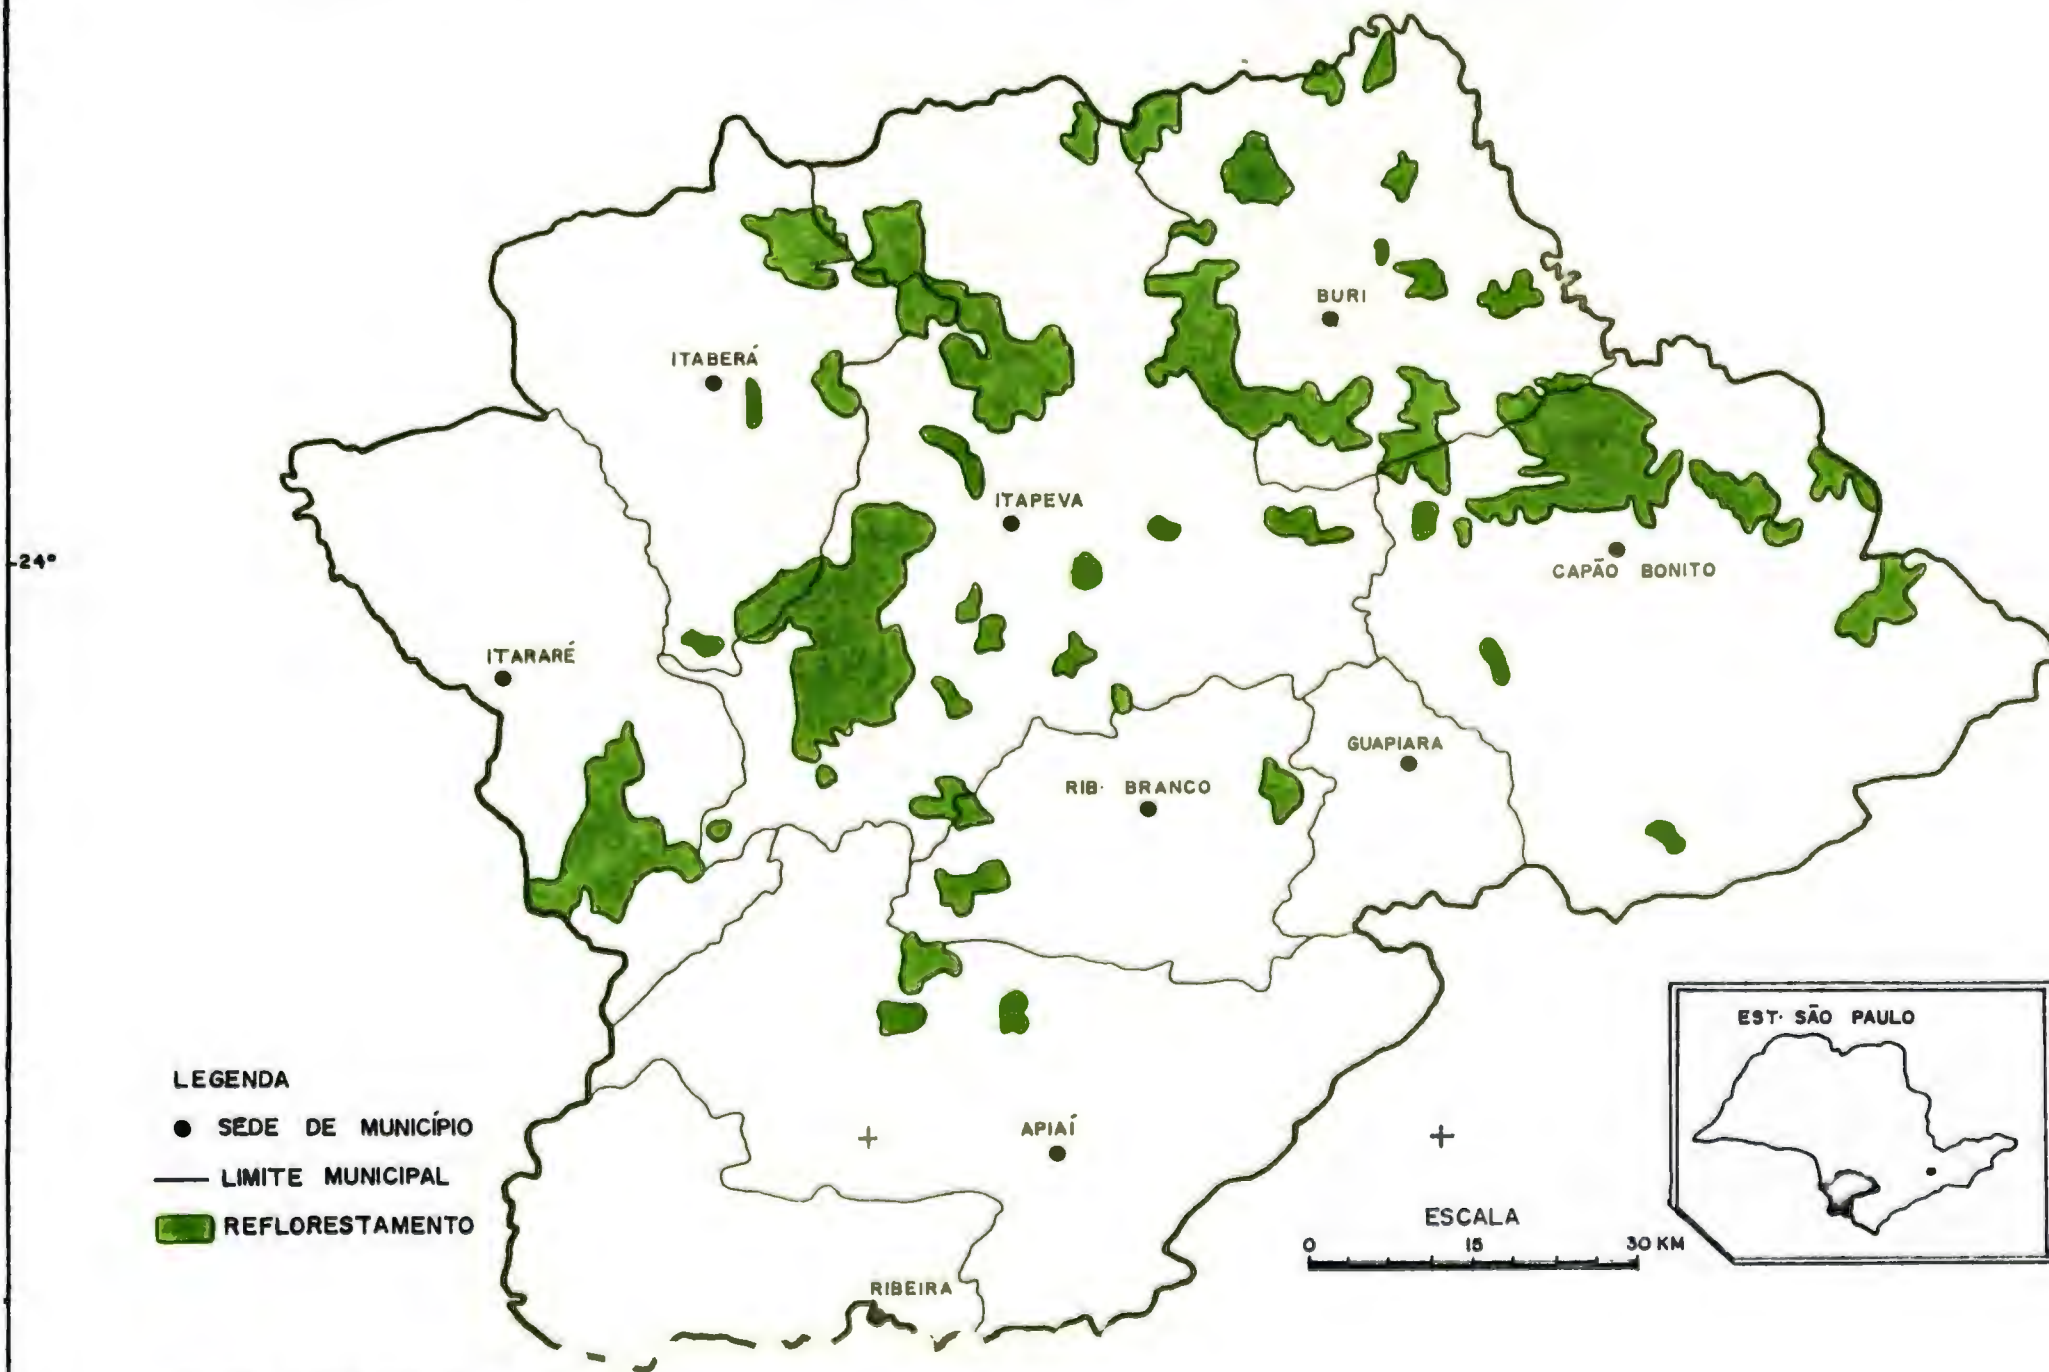 BURI
ITABERÁ
ITAPEVA
24°
CAPÃO BONITO
ITARARÉ
GUAPIARA
RIB. BRANCO
EST. SÃO PAULO
LEGENDA
SEDE DE MUNICÍPIO
APIAÍ
LIMITE MUNICIPAL
REFLORESTAMENTO
ESCALA
0 15 30 KM
RIBEIRA